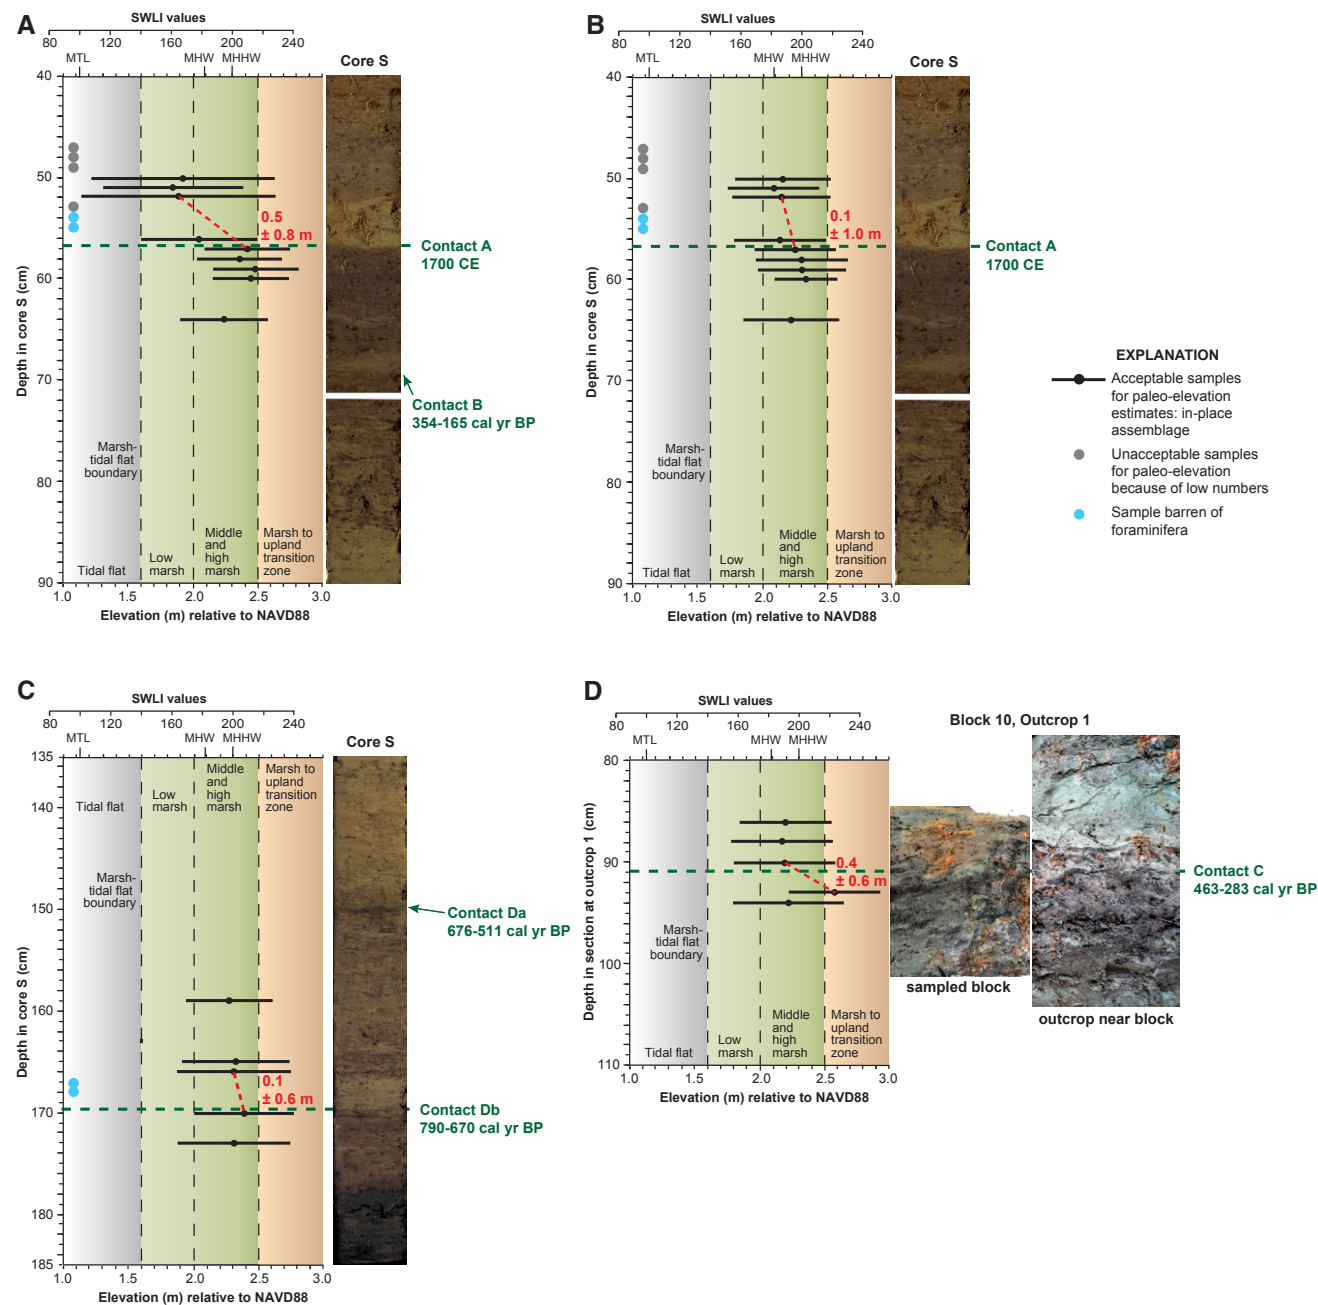 A
SWLI values
80 120 160 200 240
MTL MHW MHHW
Core S
40
50
60
70
80
90
Depth in core S (cm)
0.5
± 0.8 m
Contact A
1700 CE
Contact B
354-165 cal yr BP
Marsh-
tidal flat
boundary
Tidal flat
Low
marsh
Middle
and
high
marsh
Marsh to
upland
transition
zone
1.0 1.5 2.0 2.5 3.0
Elevation (m) relative to NAVD88
B
SWLI values
80 120 160 200 240
MTL MHW MHHW
Core S
40
50
60
70
80
90
Depth in core S (cm)
0.1
± 1.0 m
Contact A
1700 CE
Marsh-
tidal flat
boundary
Tidal flat
Low
marsh
Middle
and
high
marsh
Marsh to
upland
transition
zone
1.0 1.5 2.0 2.5 3.0
Elevation (m) relative to NAVD88
EXPLANATION
Acceptable samples
for paleo-elevation
estimates: in-place
assemblage
Unacceptable samples
for paleo-elevation
because of low numbers
Sample barren of
foraminifera
C
SWLI values
80 120 160 200 240
MTL MHW MHHW
Core S
135
140
150
160
170
180
185
Depth in core S (cm)
Tidal flat
Low
marsh
Middle
and
high
marsh
Marsh to
upland
transition
zone
Marsh-
tidal flat
boundary
Contact Da
676-511 cal yr BP
0.1
± 0.6 m
Contact Db
790-670 cal yr BP
1.0 1.5 2.0 2.5 3.0
Elevation (m) relative to NAVD88
D
SWLI values
80 120 160 200 240
MTL MHW MHHW
Block 10, Outcrop 1
80
90
100
110
Depth in section at outcrop 1 (cm)
0.4
± 0.6 m
Contact C
463-283 cal yr BP
Marsh-
tidal flat
boundary
Tidal flat
Low
marsh
Middle
and
high
marsh
Marsh to
upland
transition
zone
sampled block
outcrop near block
1.0 1.5 2.0 2.5 3.0
Elevation (m) relative to NAVD88